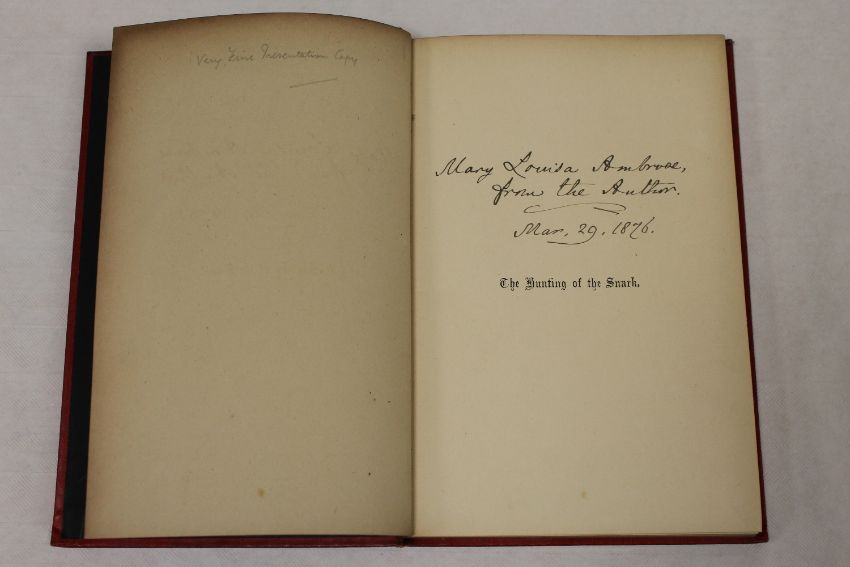 Very Fine Presentation Copy
Mary Louisa Ambrose,
from the Author.
Mar. 29. 1876.
The Hunting of the Snark.